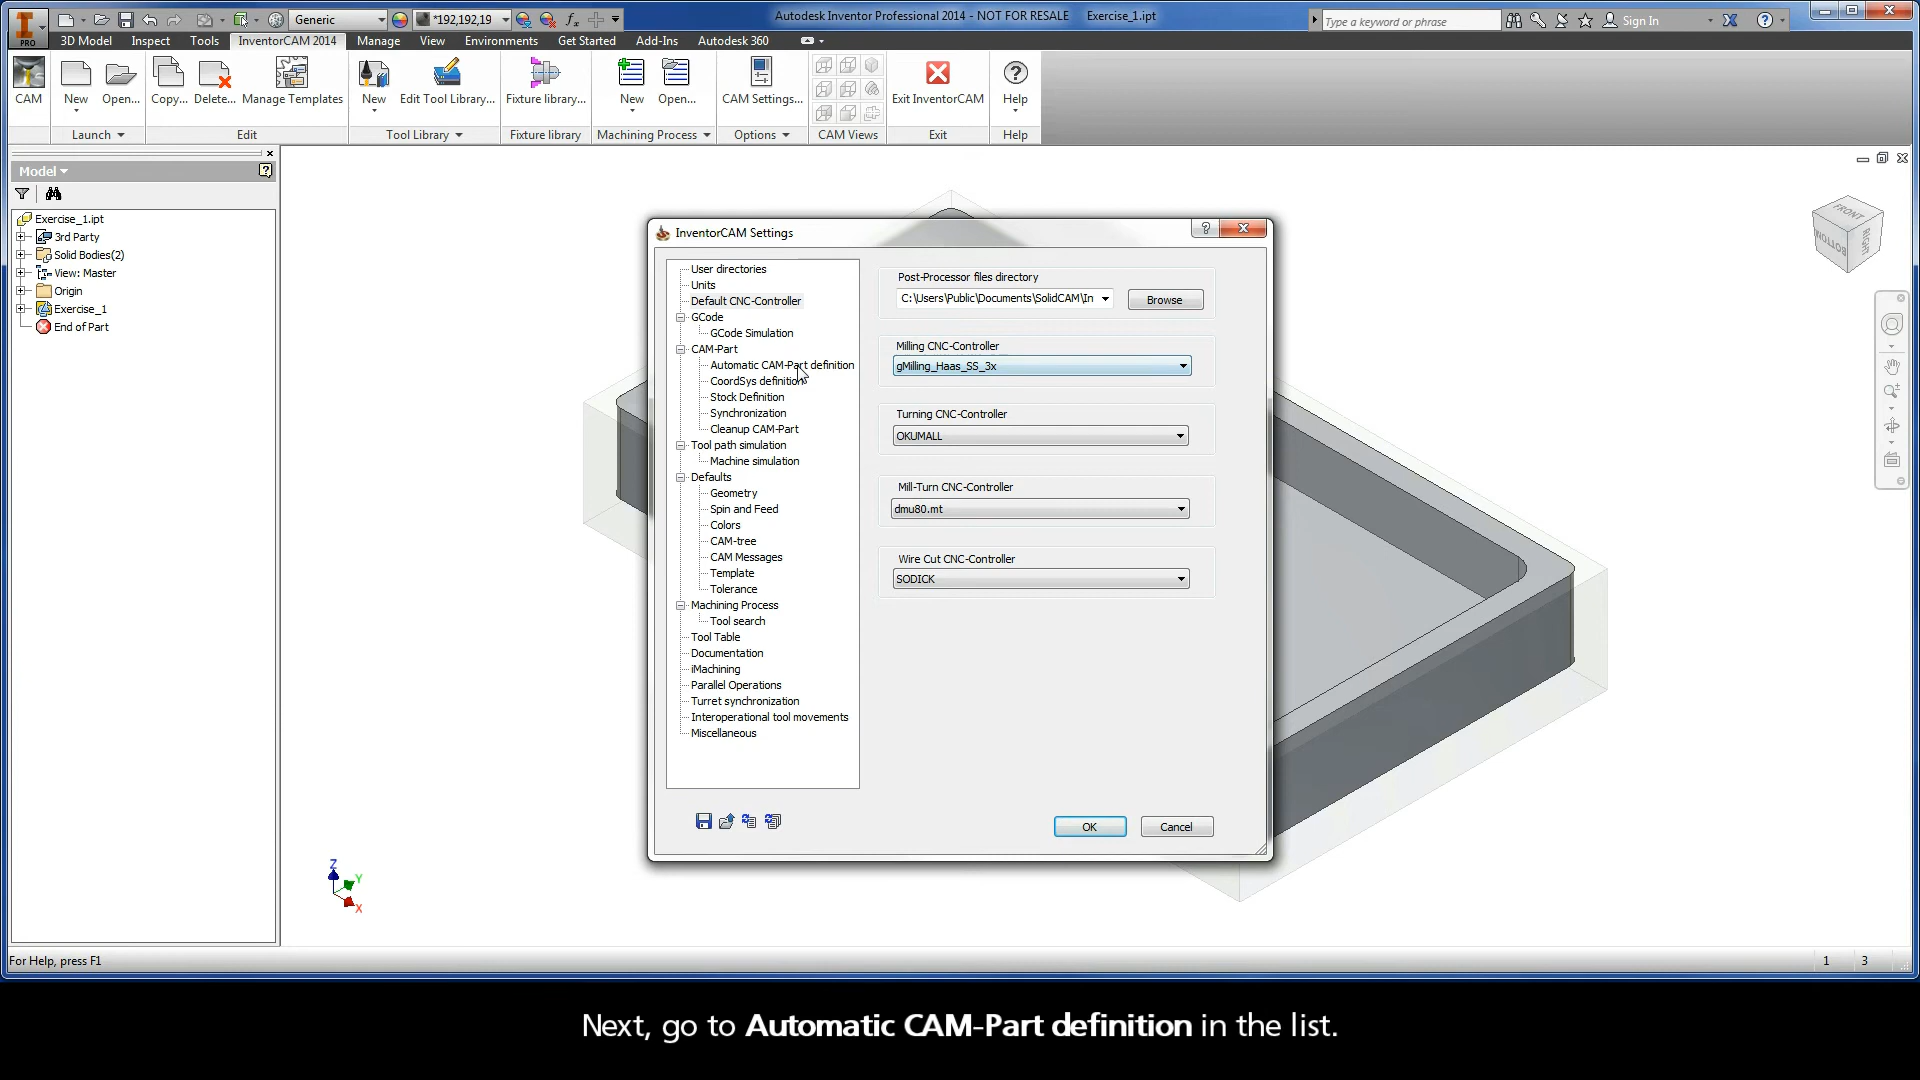 Generic
*192,192,19
Autodesk Inventor Professional 2014 - NOT FOR RESALE Exercise_1.ipt
Type a keyword or phrase
Sign In
PRO
3D Model Inspect Tools InventorCAM 2014 Manage View Environments Get Started Add-Ins Autodesk 360
CAM New Open... Copy... Delete... Manage Templates New Edit Tool Library... Fixture library... New Open... CAM Settings... Exit InventorCAM Help
Launch Edit Tool Library Fixture library Machining Process Options CAM Views Exit Help
Model
Exercise_1.ipt
3rd Party
Solid Bodies(2)
View: Master
Origin
Exercise_1
End of Part
InventorCAM Settings
User directories
Units
Default CNC-Controller
GCode
GCode Simulation
CAM-Part
Automatic CAM-Part definition
CoordSys definition
Stock Definition
Synchronization
Cleanup CAM-Part
Tool path simulation
Machine simulation
Defaults
Geometry
Spin and Feed
Colors
CAM-tree
CAM Messages
Template
Tolerance
Machining Process
Tool search
Tool Table
Documentation
iMachining
Parallel Operations
Turret synchronization
Interoperational tool movements
Miscellaneous
Post-Processor files directory
C:\Users\Public\Documents\SolidCAM\In
Browse
Milling CNC-Controller
gMilling_Haas_SS_3x
Turning CNC-Controller
OKUMALL
Mill-Turn CNC-Controller
dmu80.mt
Wire Cut CNC-Controller
SODICK
OK
Cancel
FRONT
RIGHT
BOTTOM
Z
Y
X
For Help, press F1
1 3
Next, go to Automatic CAM-Part definition in the list.